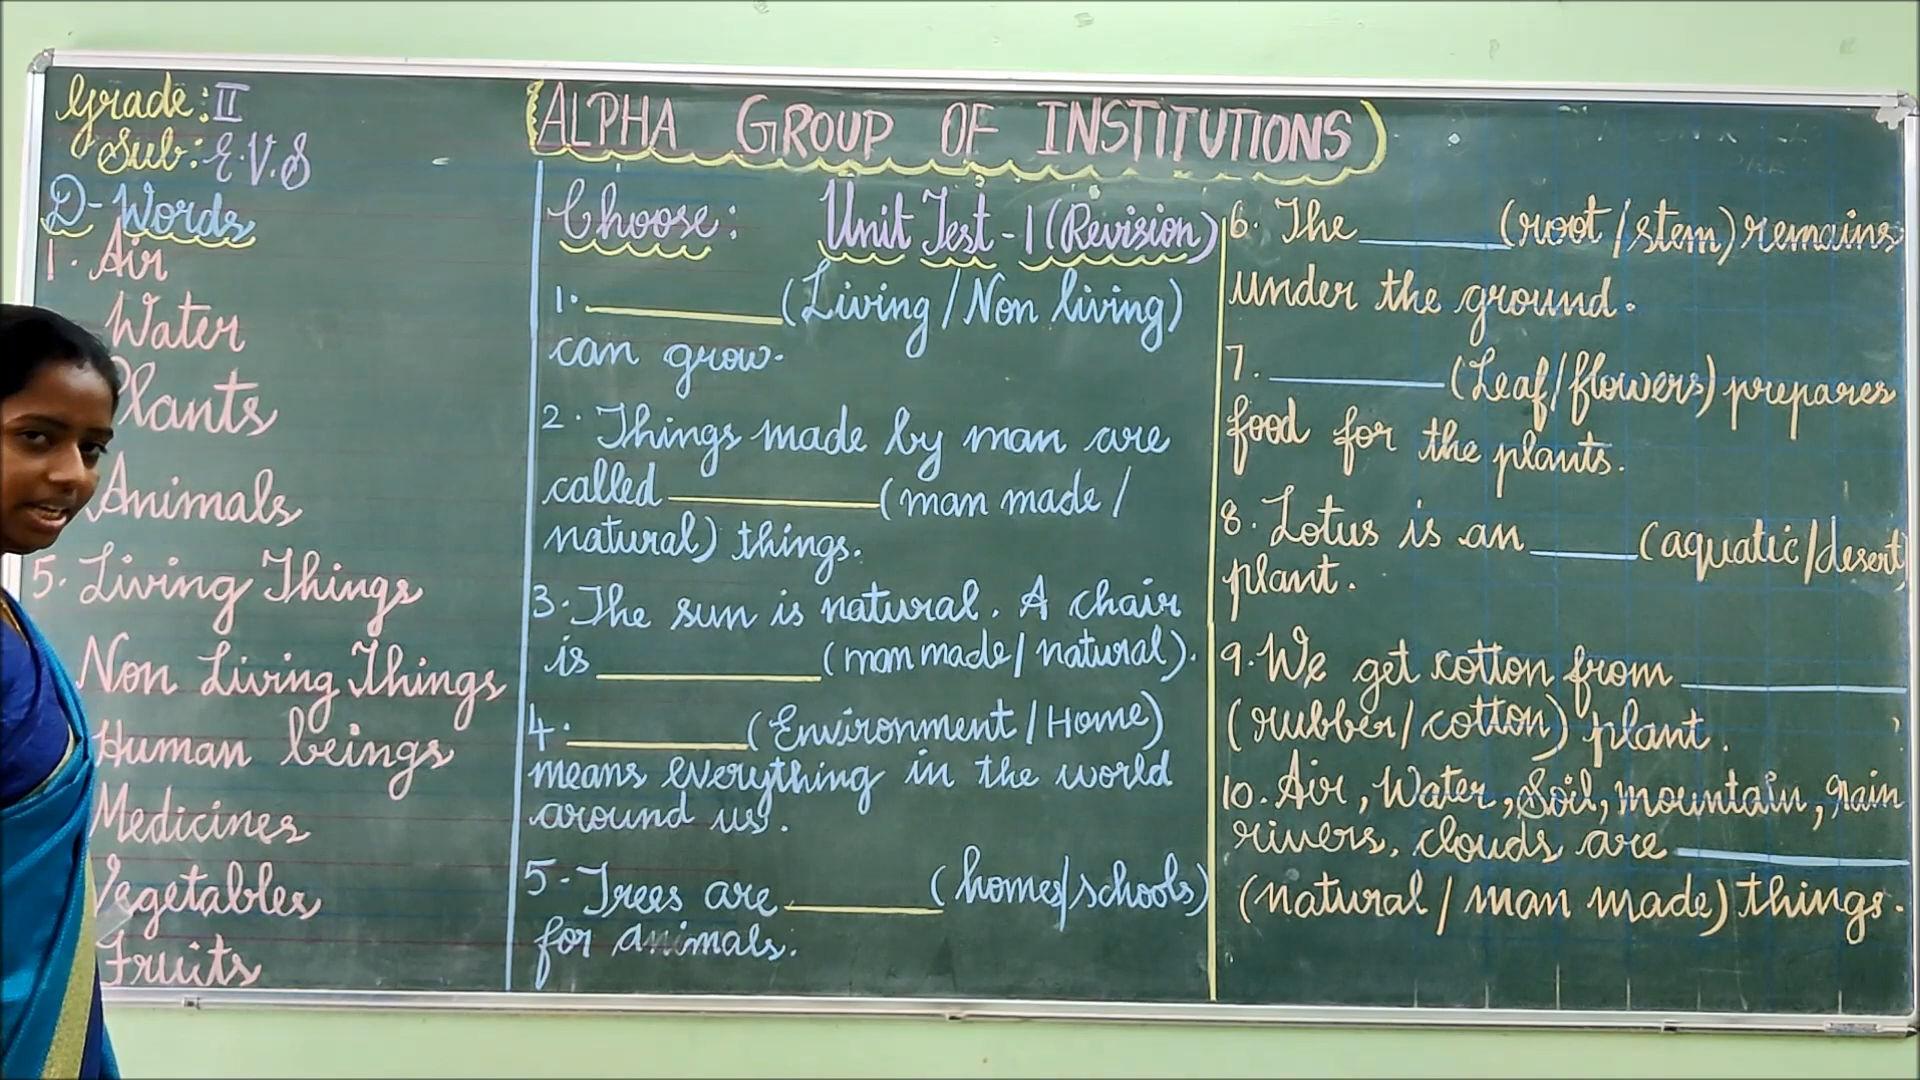 Grade: II
Sub: E.V.S
ALPHA GROUP OF INSTITUTIONS
D-Words
1. Air
Water
Plants
Animals
5. Living Things
Non Living Things
Human beings
Medicines
Vegetables
Fruits
Choose: Unit Test - 1 (Revision)
1. ________ (Living / Non living)
can grow.
2. Things made by man are
called ________ (man made /
natural) things.
3. The sun is natural. A chair
is ________ (man made / natural).
4. ________ (Environment / Home)
means everything in the world
around us.
5. Trees are ________ (homes/schools)
for animals.
6. The ________ (root / stem) remains
under the ground.
7. ________ (Leaf/flowers) prepares
food for the plants.
8. Lotus is an ________ (aquatic/desert)
plant.
9. We get cotton from ________
(rubber/cotton) plant.
10. Air, Water, Soil, mountain, rain
rivers, clouds are ________
(natural / man made) things.